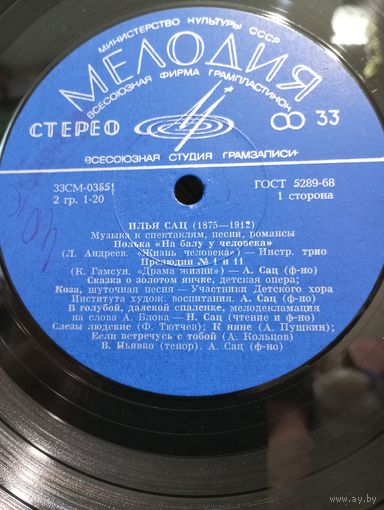 МИНИСТЕРСТВО КУЛЬТУРЫ СССР
МЕЛОДИЯ
ВСЕСОЮЗНАЯ ФИРМА ГРАМПЛАСТИНОК
СТЕРЕО
33
ВСЕСОЮЗНАЯ СТУДИЯ ГРАМЗАПИСИ
33СМ-03551
ГОСТ 5289-68
2 гр. 1-20
1 сторона
ИЛЬЯ САЦ (1875—1912)
Музыка к спектаклям, песни, романсы
Полька «На балу у человека»
(Л. Андреев. «Жизнь человека») — Инстр. трио
Прелюдии № 1 и 11
(К. Гамсун. «Драма жизни») — А. Сац (ф-но)
Сказка о золотом яичке, детская опера;
Коза, шуточная песня — Участники Детского хора
Института худож. воспитания. А. Сац (ф-но)
В голубой, далекой спаленке, мелодекламация
на слова А. Блока — Н. Сац (чтение и ф-но)
Слезы людские (Ф. Тютчев); К няне (А. Пушкин);
Если встречусь с тобой (А. Кольцов)
В. Ивявко (тенор). А. Сац (ф-но)
av.by